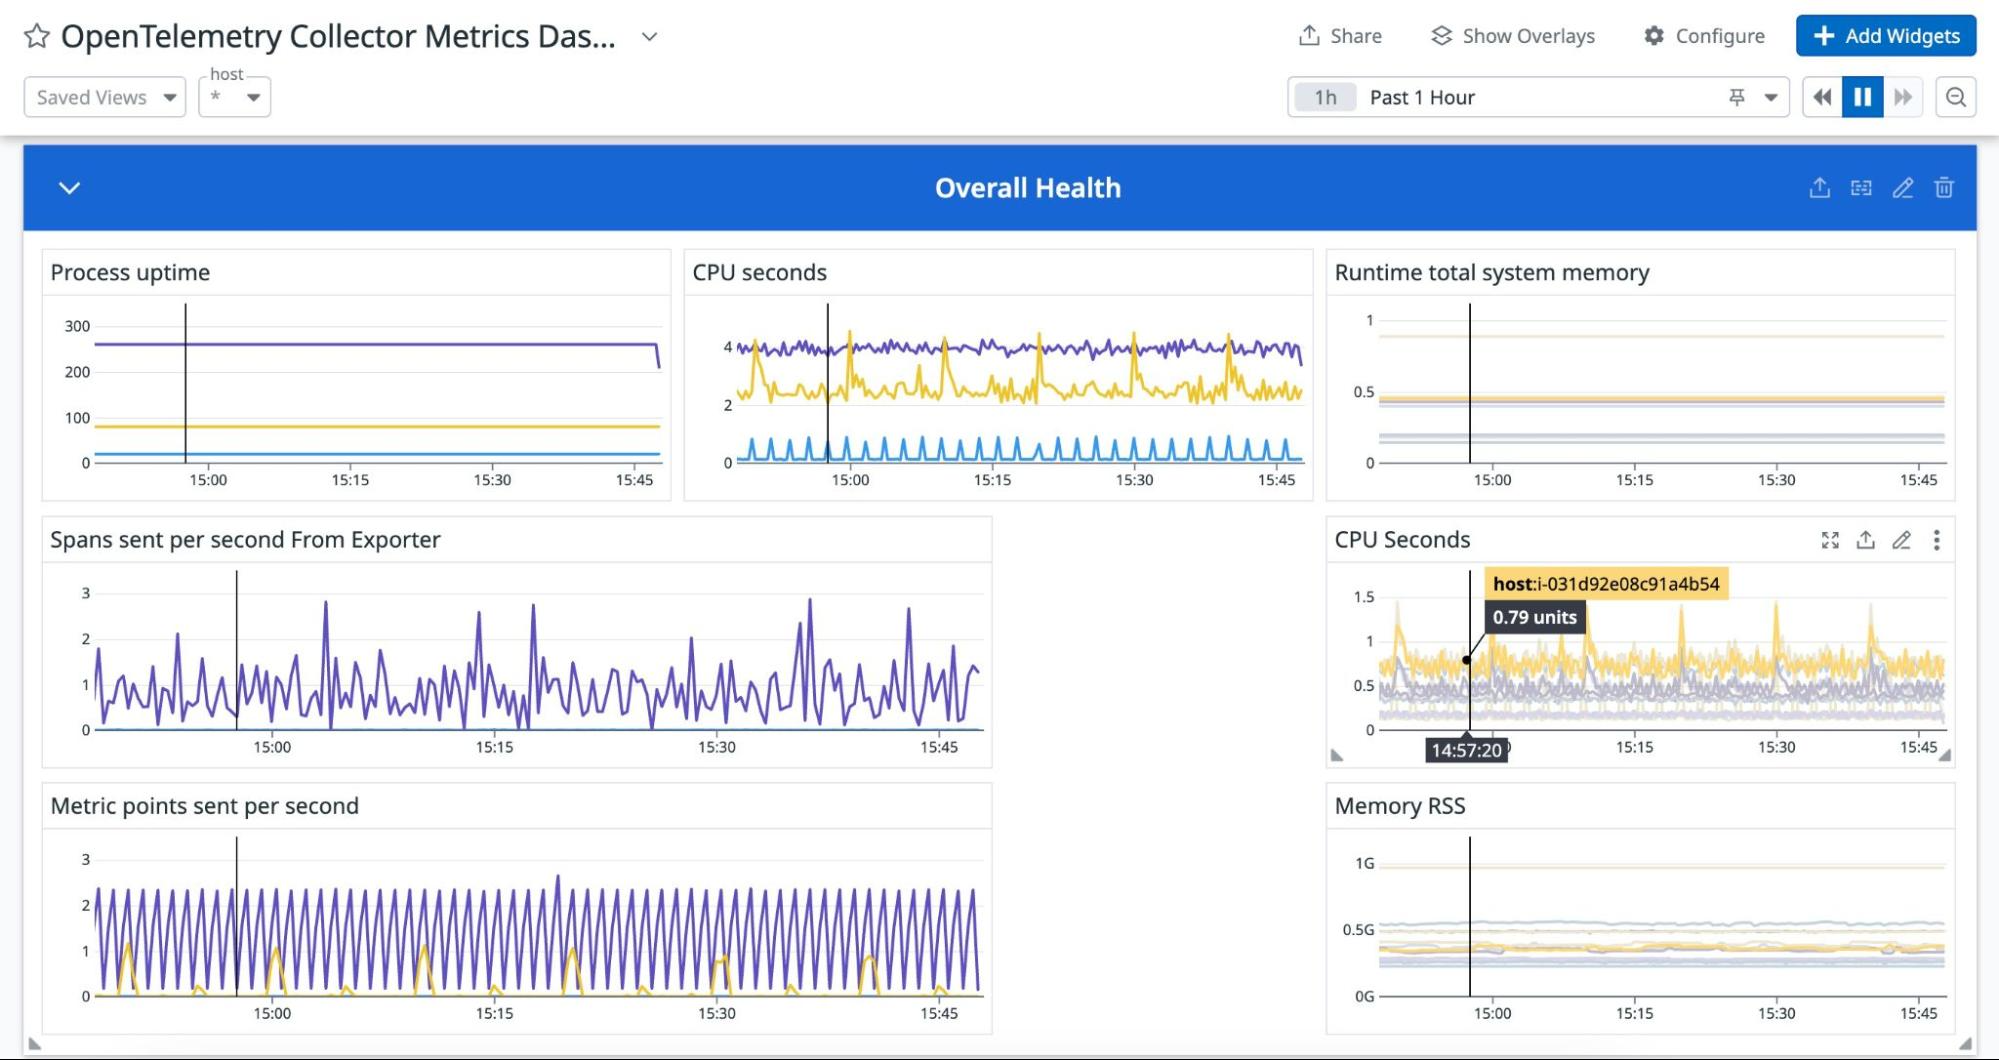 OpenTelemetry Collector Metrics Das...
Share
Show Overlays
Configure
Add Widgets
Saved Views
host
*
1h Past 1 Hour
Overall Health
Process uptime
300
200
100
0
15:00 15:15 15:30 15:45
CPU seconds
4
2
0
15:00 15:15 15:30 15:45
Runtime total system memory
1
0.5
0
15:00 15:15 15:30 15:45
Spans sent per second From Exporter
3
2
1
0
15:00 15:15 15:30 15:45
CPU Seconds
host:i-031d92e08c91a4b54
0.79 units
1.5
1
0.5
0
14:57:20
15:15 15:30 15:45
Metric points sent per second
3
2
1
0
15:00 15:15 15:30 15:45
Memory RSS
1G
0.5G
0G
15:00 15:15 15:30 15:45